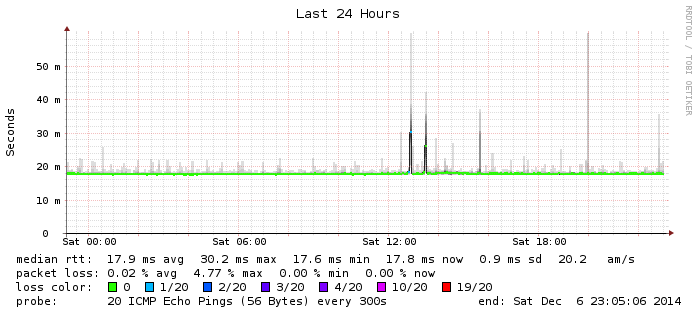 Last 24 Hours
RRDTOOL / TOBI OETIKER
Seconds
50 m
40 m
30 m
20 m
10 m
0
Sat 00:00 Sat 06:00 Sat 12:00 Sat 18:00
median rtt: 17.9 ms avg 30.2 ms max 17.6 ms min 17.8 ms now 0.9 ms sd 20.2 am/s
packet loss: 0.02 % avg 4.77 % max 0.00 % min 0.00 % now
loss color: 0 1/20 2/20 3/20 4/20 10/20 19/20
probe: 20 ICMP Echo Pings (56 Bytes) every 300s end: Sat Dec 6 23:05:06 2014